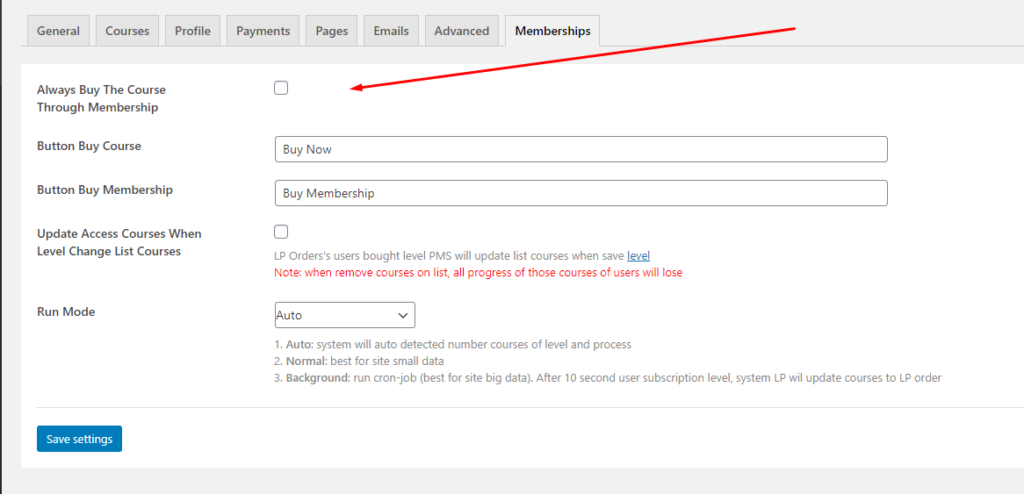 General Courses Profile Payments Pages Emails Advanced Memberships
Always Buy The Course
Through Membership
Button Buy Course
Buy Now
Button Buy Membership
Buy Membership
Update Access Courses When
Level Change List Courses
LP Orders's users bought level PMS will update list courses when save level
Note: when remove courses on list, all progress of those courses of users will lose
Run Mode
Auto
1. Auto: system will auto detected number courses of level and process
2. Normal: best for site small data
3. Background: run cron-job (best for site big data). After 10 second user subscription level, system LP wil update courses to LP order
Save settings